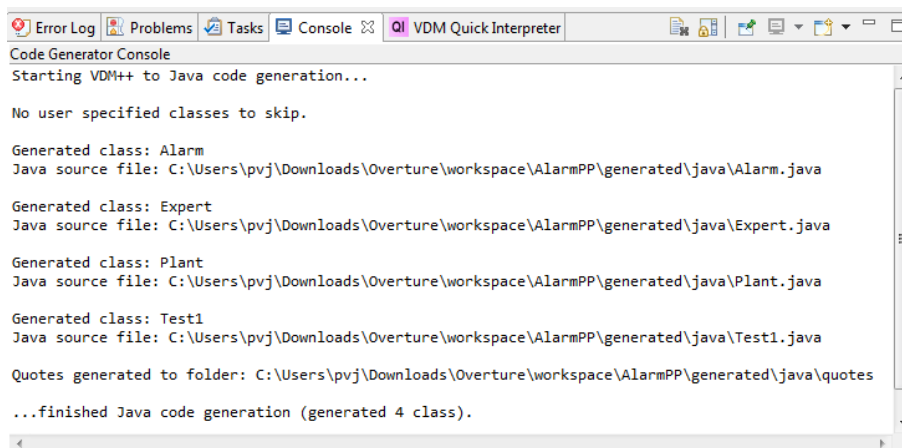 Error Log Problems Tasks Console QI VDM Quick Interpreter
Code Generator Console
Starting VDM++ to Java code generation...
No user specified classes to skip.
Generated class: Alarm
Java source file: C:\Users\pvj\Downloads\Overture\workspace\AlarmPP\generated\java\Alarm.java
Generated class: Expert
Java source file: C:\Users\pvj\Downloads\Overture\workspace\AlarmPP\generated\java\Expert.java
Generated class: Plant
Java source file: C:\Users\pvj\Downloads\Overture\workspace\AlarmPP\generated\java\Plant.java
Generated class: Test1
Java source file: C:\Users\pvj\Downloads\Overture\workspace\AlarmPP\generated\java\Test1.java
Quotes generated to folder: C:\Users\pvj\Downloads\Overture\workspace\AlarmPP\generated\java\quotes
...finished Java code generation (generated 4 class).